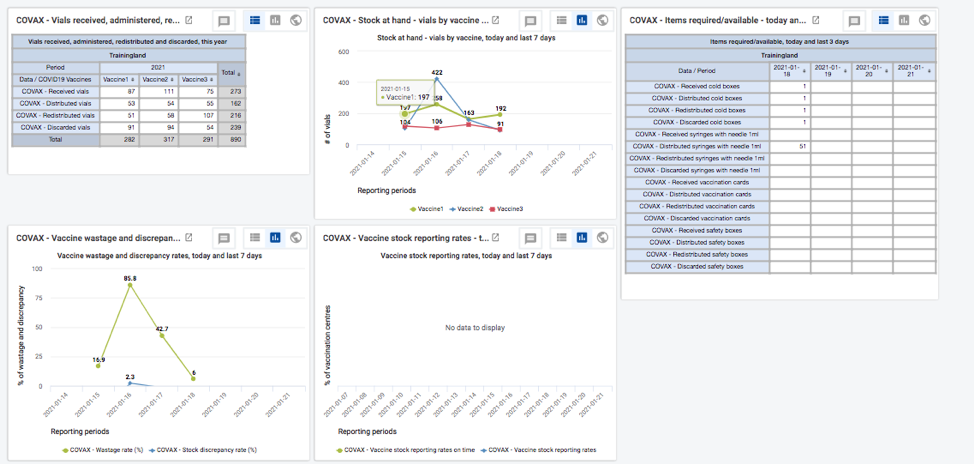 COVAX - Vials received, administered, re...
Vials received, administered, redistributed and discarded, this year
Trainingland
Period 2021 Total
Data / COVID19 Vaccines Vaccine1 Vaccine2 Vaccine3
COVAX - Received vials 87 111 75 273
COVAX - Distributed vials 53 54 55 162
COVAX - Redistributed vials 51 58 107 216
COVAX - Discarded vials 91 94 54 239
Total 282 317 291 890
COVAX - Stock at hand - vials by vaccine ...
Stock at hand - vials by vaccine, today and last 7 days
# of vials
600
400
200
0
2021-01-15
Vaccine1: 197
422
258
197
163
192
104
106
91
2021-01-14 2021-01-15 2021-01-16 2021-01-17 2021-01-18 2021-01-19 2021-01-20 2021-01-21
Reporting periods
Vaccine1 Vaccine2 Vaccine3
COVAX - Items required/available - today an...
Items required/available, today and last 3 days
Trainingland
Data / Period 2021-01-18 2021-01-19 2021-01-20 2021-01-21
COVAX - Received cold boxes 1
COVAX - Distributed cold boxes 1
COVAX - Redistributed cold boxes 1
COVAX - Discarded cold boxes 1
COVAX - Received syringes with needle 1ml
COVAX - Distributed syringes with needle 1ml 51
COVAX - Redistributed syringes with needle 1ml
COVAX - Discarded syringes with needle 1ml
COVAX - Received vaccination cards
COVAX - Distributed vaccination cards
COVAX - Redistributed vaccination cards
COVAX - Discarded vaccination cards
COVAX - Received safety boxes
COVAX - Distributed safety boxes
COVAX - Redistributed safety boxes
COVAX - Discarded safety boxes
COVAX - Vaccine wastage and discrepan...
Vaccine wastage and discrepancy rates, today and last 7 days
% of wastage and discrepancy
100
75
50
25
0
16.9
85.8
42.7
6
2.3
2021-01-14 2021-01-15 2021-01-16 2021-01-17 2021-01-18 2021-01-19 2021-01-20 2021-01-21
Reporting periods
COVAX - Wastage rate (%) COVAX - Stock discrepancy rate (%)
COVAX - Vaccine stock reporting rates - t...
Vaccine stock reporting rates, today and last 7 days
% of vaccination centres
No data to display
2021-01-07 2021-01-08 2021-01-09 2021-01-10 2021-01-11 2021-01-12 2021-01-13 2021-01-14 2021-01-15 2021-01-16 2021-01-17 2021-01-18 2021-01-19 2021-01-20 2021-01-21
Reporting periods
COVAX - Vaccine stock reporting rates on time COVAX - Vaccine stock reporting rates